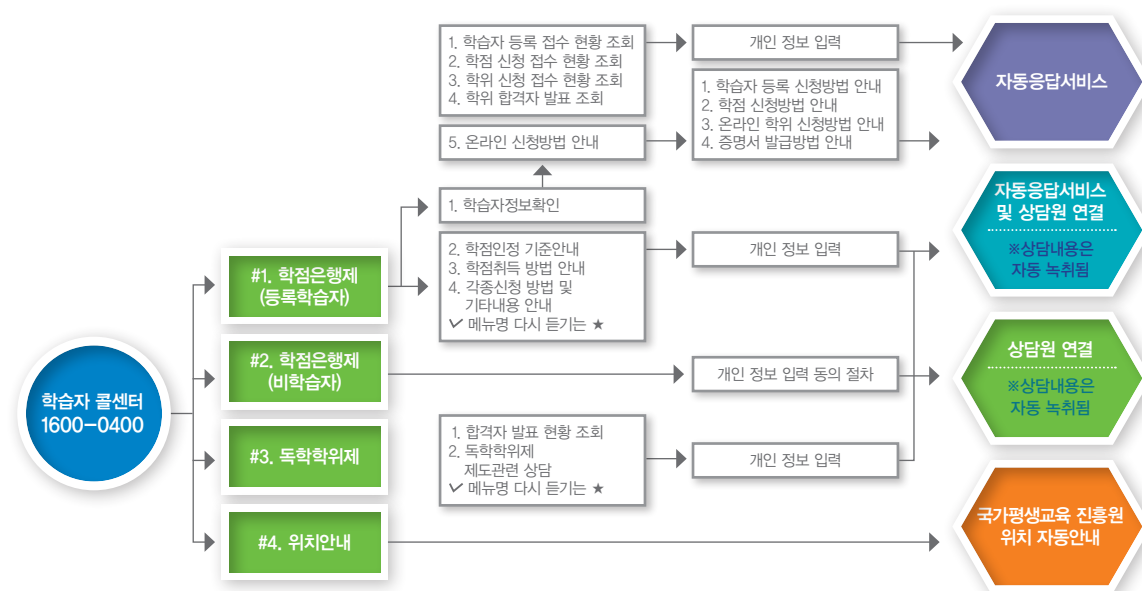 1. 학습자 등록 접수 현황 조회
2. 학점 신청 접수 현황 조회
3. 학위 신청 접수 현황 조회
4. 학위 합격자 발표 조회
개인 정보 입력
자동응답서비스
1. 학습자 등록 신청방법 안내
2. 학점 신청방법 안내
3. 온라인 학위 신청방법 안내
4. 증명서 발급방법 안내
5. 온라인 신청방법 안내
1. 학습자정보확인
자동응답서비스
및 상담원 연결
※상담내용은
자동 녹취됨
#1. 학점은행제
(등록학습자)
2. 학점인정 기준안내
3. 학점취득 방법 안내
4. 각종신청 방법 및
기타내용 안내
✓ 메뉴명 다시 듣기는 ★
개인 정보 입력
#2. 학점은행제
(비학습자)
개인 정보 입력 동의 절차
상담원 연결
※상담내용은
자동 녹취됨
학습자 콜센터
1600-0400
#3. 독학학위제
1. 합격자 발표 현황 조회
2. 독학학위제
제도관련 상담
✓ 메뉴명 다시 듣기는 ★
개인 정보 입력
#4. 위치안내
국가평생교육 진흥원
위치 자동안내